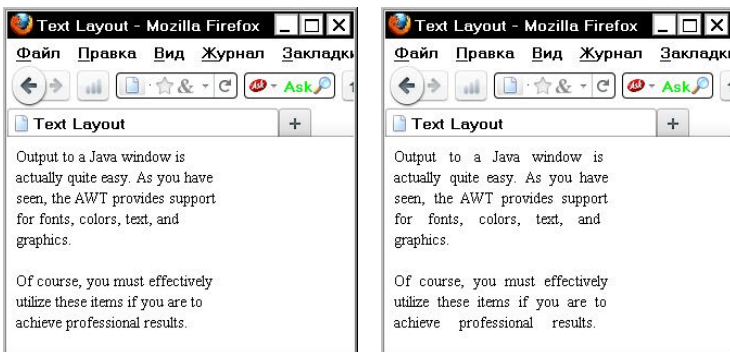 Text Layout - Mozilla Firefox
Файл Правка Вид Журнал Закладки
Ask
Text Layout +
Output to a Java window is
actually quite easy. As you have
seen, the AWT provides support
for fonts, colors, text, and
graphics.
Of course, you must effectively
utilize these items if you are to
achieve professional results.
Text Layout - Mozilla Firefox
Файл Правка Вид Журнал Закладк
Ask
Text Layout +
Output to a Java window is
actually quite easy. As you have
seen, the AWT provides support
for fonts, colors, text, and
graphics.
Of course, you must effectively
utilize these items if you are to
achieve professional results.